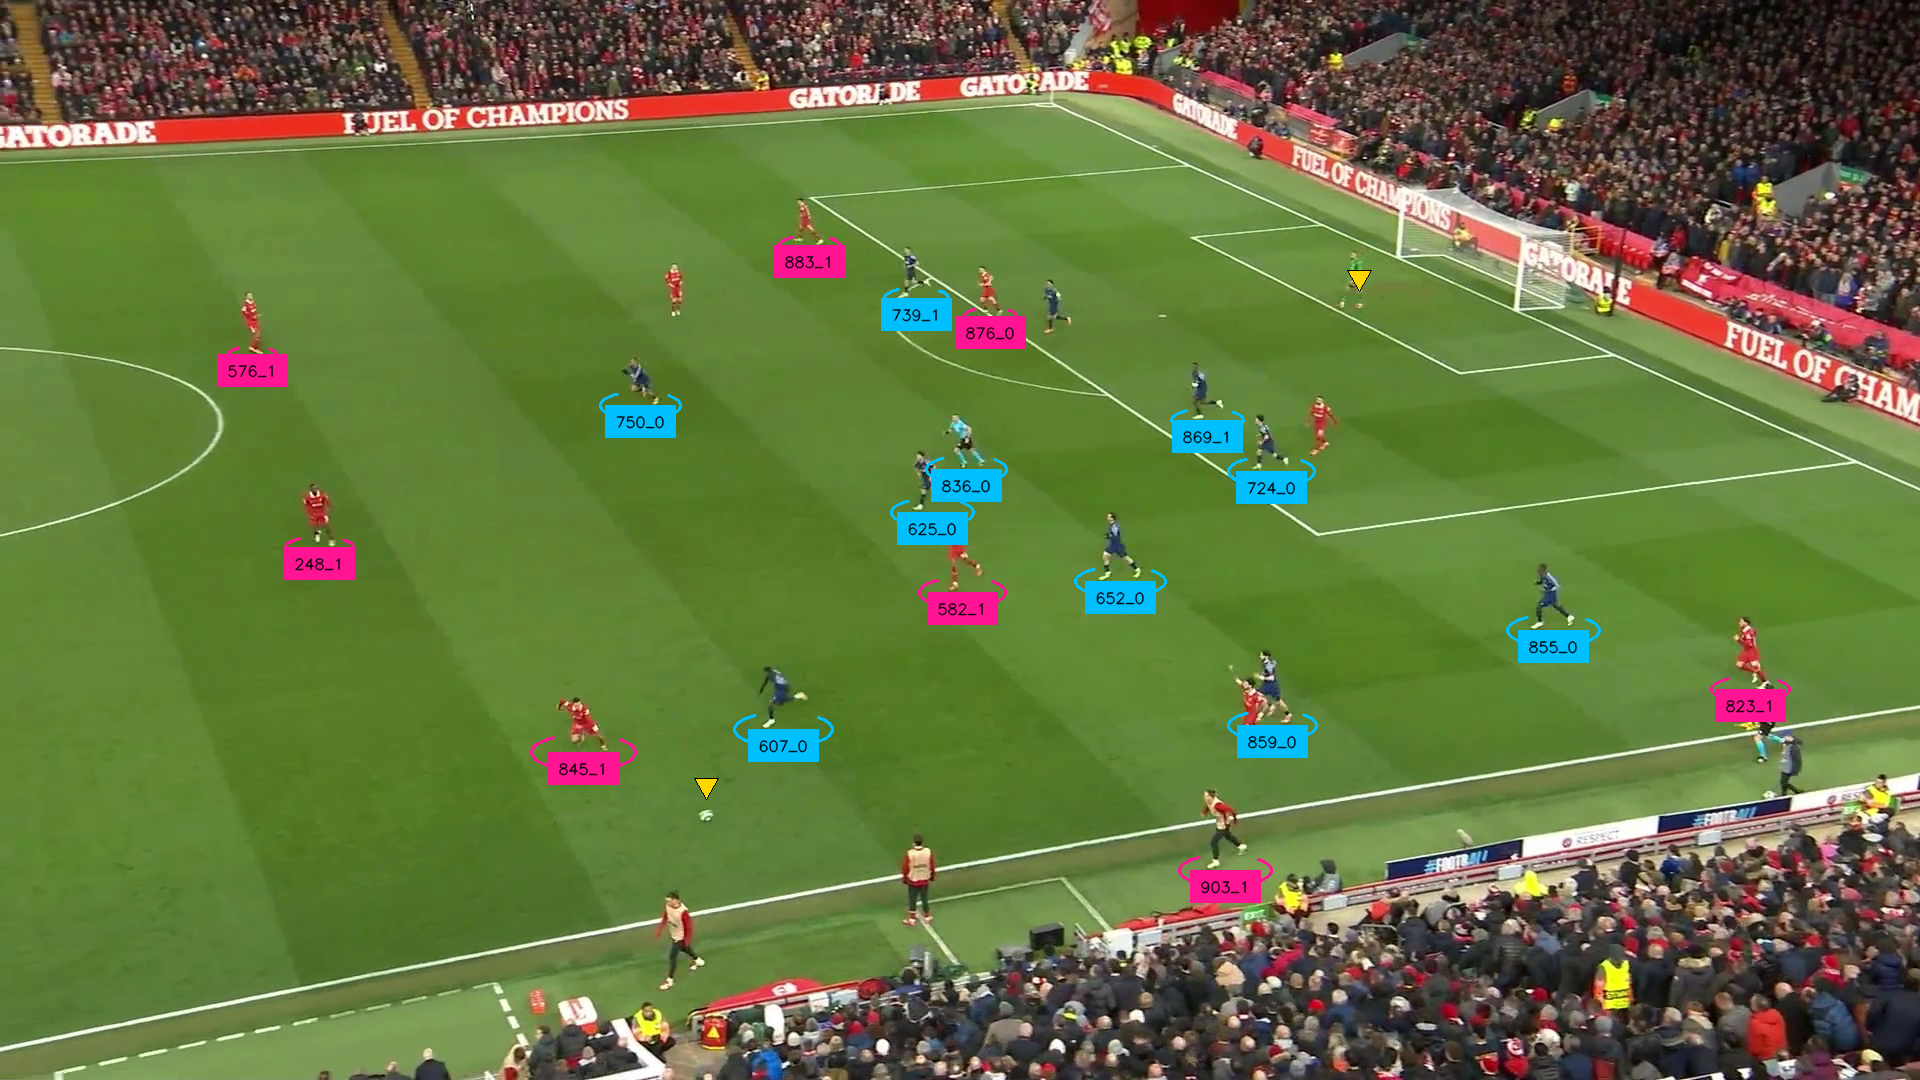 GATORADE
FUEL OF CHAMPIONS
GATORADE
GATORADE
GATORADE
FUEL OF CHAMPIONS
GATORADE
FUEL OF CHAM
883_1
739_1
876_0
576_1
750_0
869_1
836_0
724_0
625_0
248_1
652_0
582_1
855_0
823_1
859_0
607_0
845_1
903_1
RESPECT
EXIT